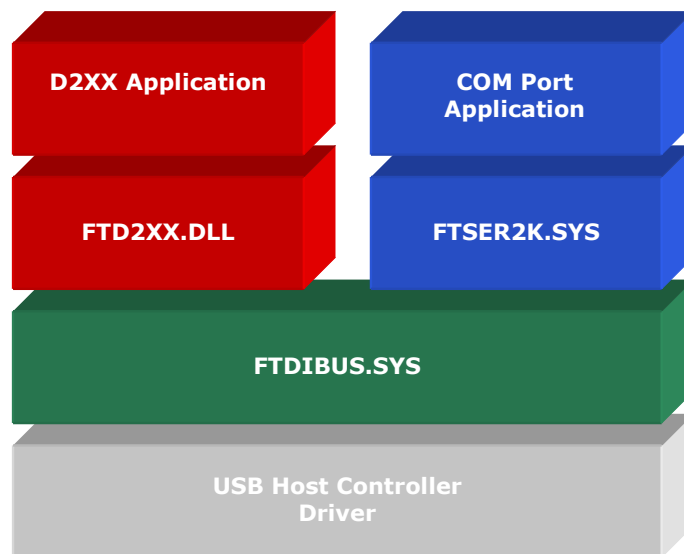 D2XX Application
COM Port
Application
FTD2XX.DLL
FTSER2K.SYS
FTDIBUS.SYS
USB Host Controller
Driver